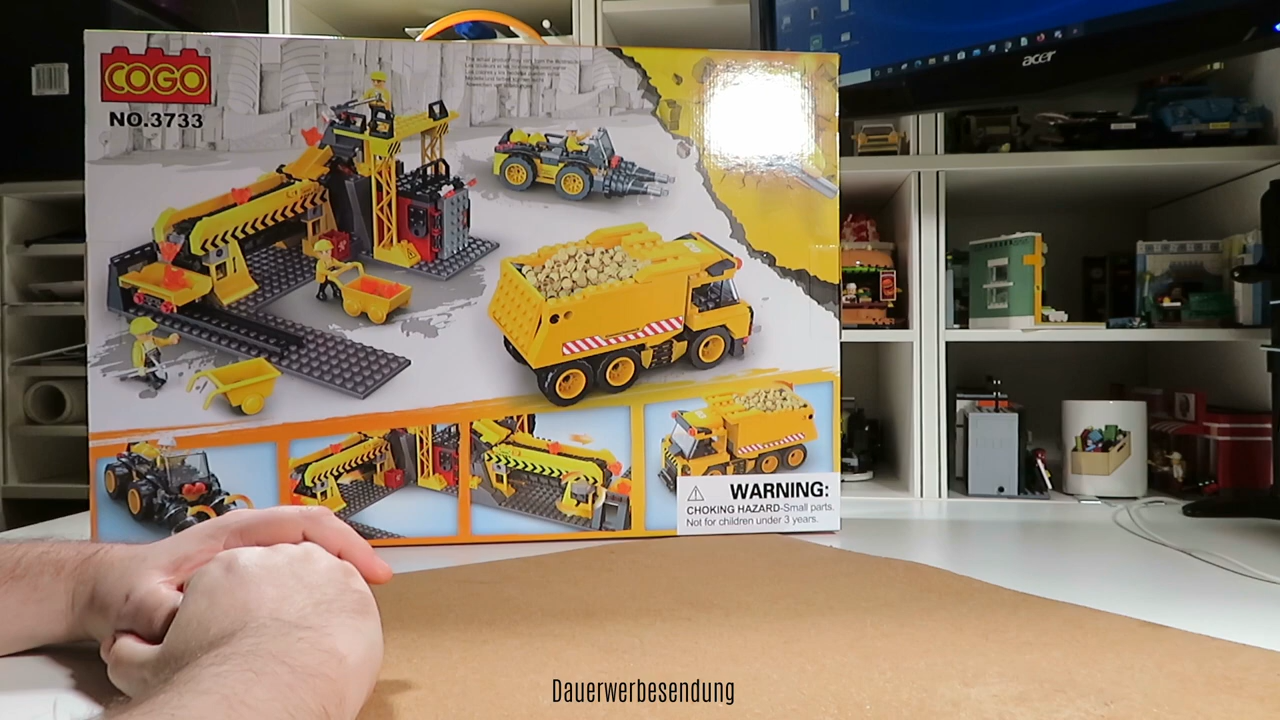 COGO
NO.3733
acer
WARNING:
CHOKING HAZARD-Small parts.
Not for children under 3 years.
Dauerwerbesendung